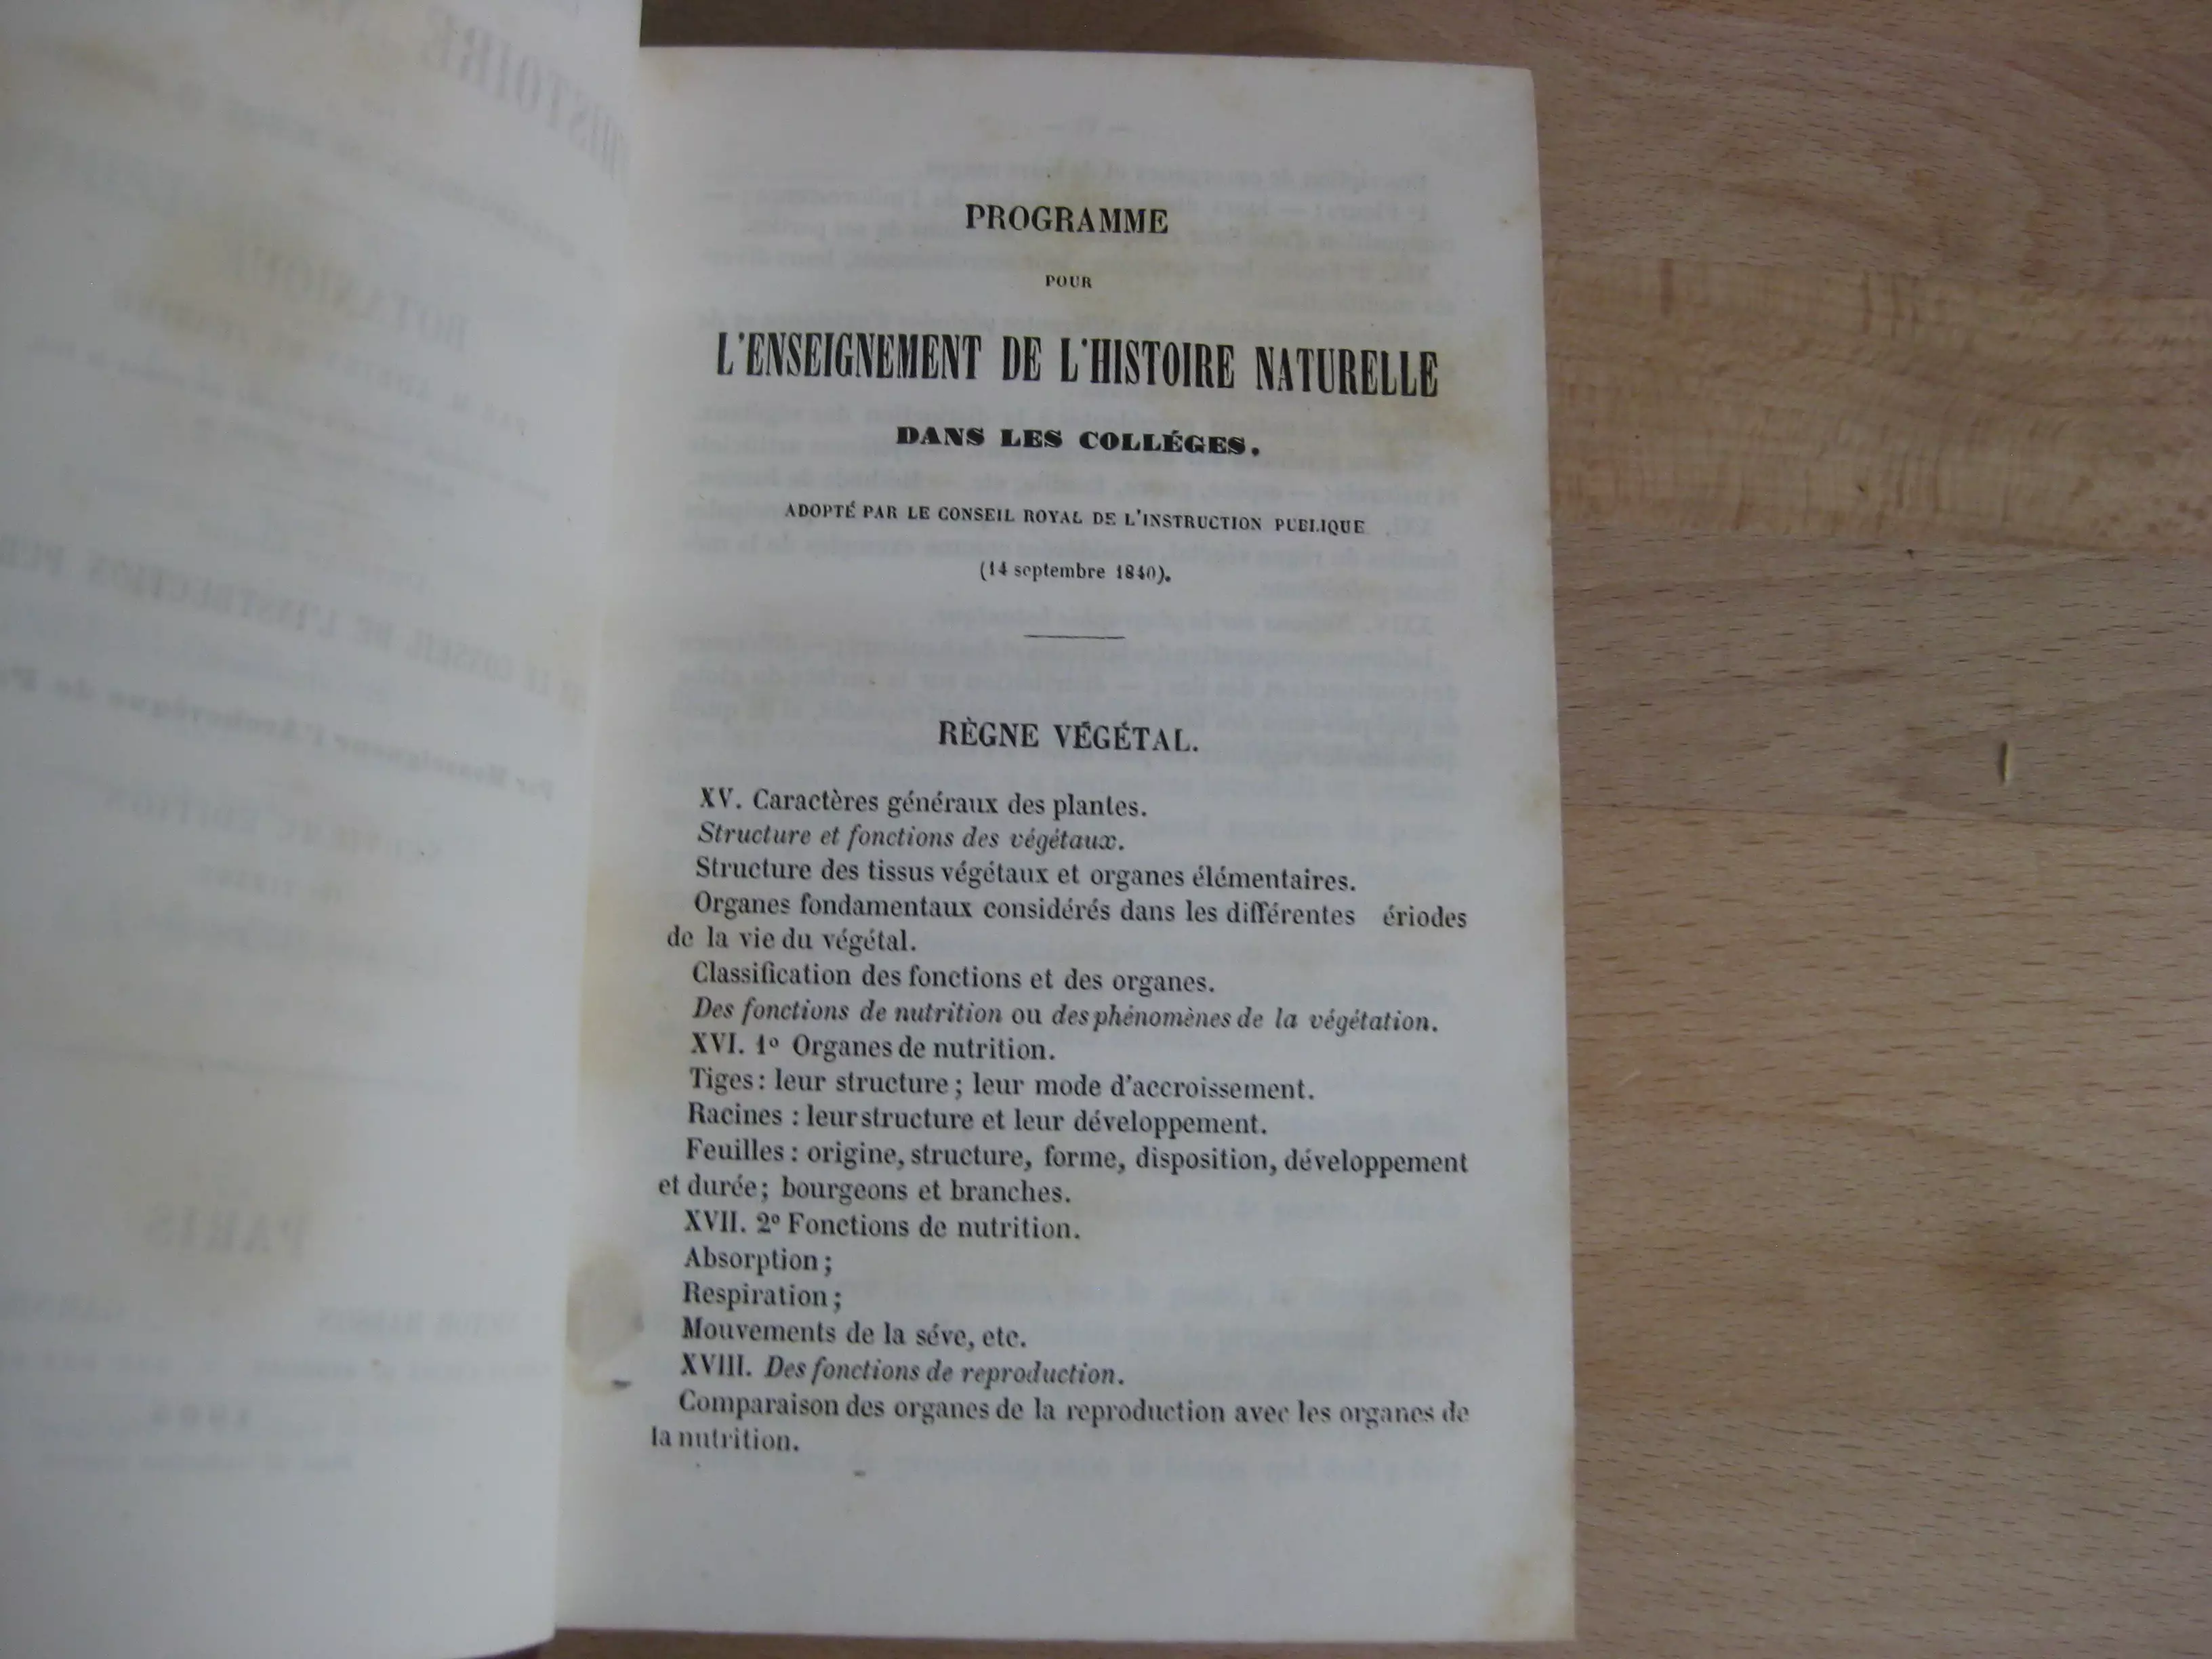 PROGRAMME
POUR
L'ENSEIGNEMENT DE L'HISTOIRE NATURELLE
DANS LES COLLÉGES.
ADOPTÉ PAR LE CONSEIL ROYAL DE L'INSTRUCTION PUBLIQUE
(14 septembre 1840).
RÈGNE VÉGÉTAL.
XV. Caractères généraux des plantes.
Structure et fonctions des végétaux.
Structure des tissus végétaux et organes élémentaires.
Organes fondamentaux considérés dans les différentes ériodes
de la vie du végétal.
Classification des fonctions et des organes.
Des fonctions de nutrition ou des phénomènes de la végétation.
XVI. 1º Organes de nutrition.
Tiges : leur structure ; leur mode d'accroissement.
Racines : leur structure et leur développement.
Feuilles : origine, structure, forme, disposition, développement
et durée ; bourgeons et branches.
XVII. 2º Fonctions de nutrition.
Absorption ;
Respiration ;
Mouvements de la séve, etc.
XVIII. Des fonctions de reproduction.
Comparaison des organes de la reproduction avec les organes de
la nutrition.